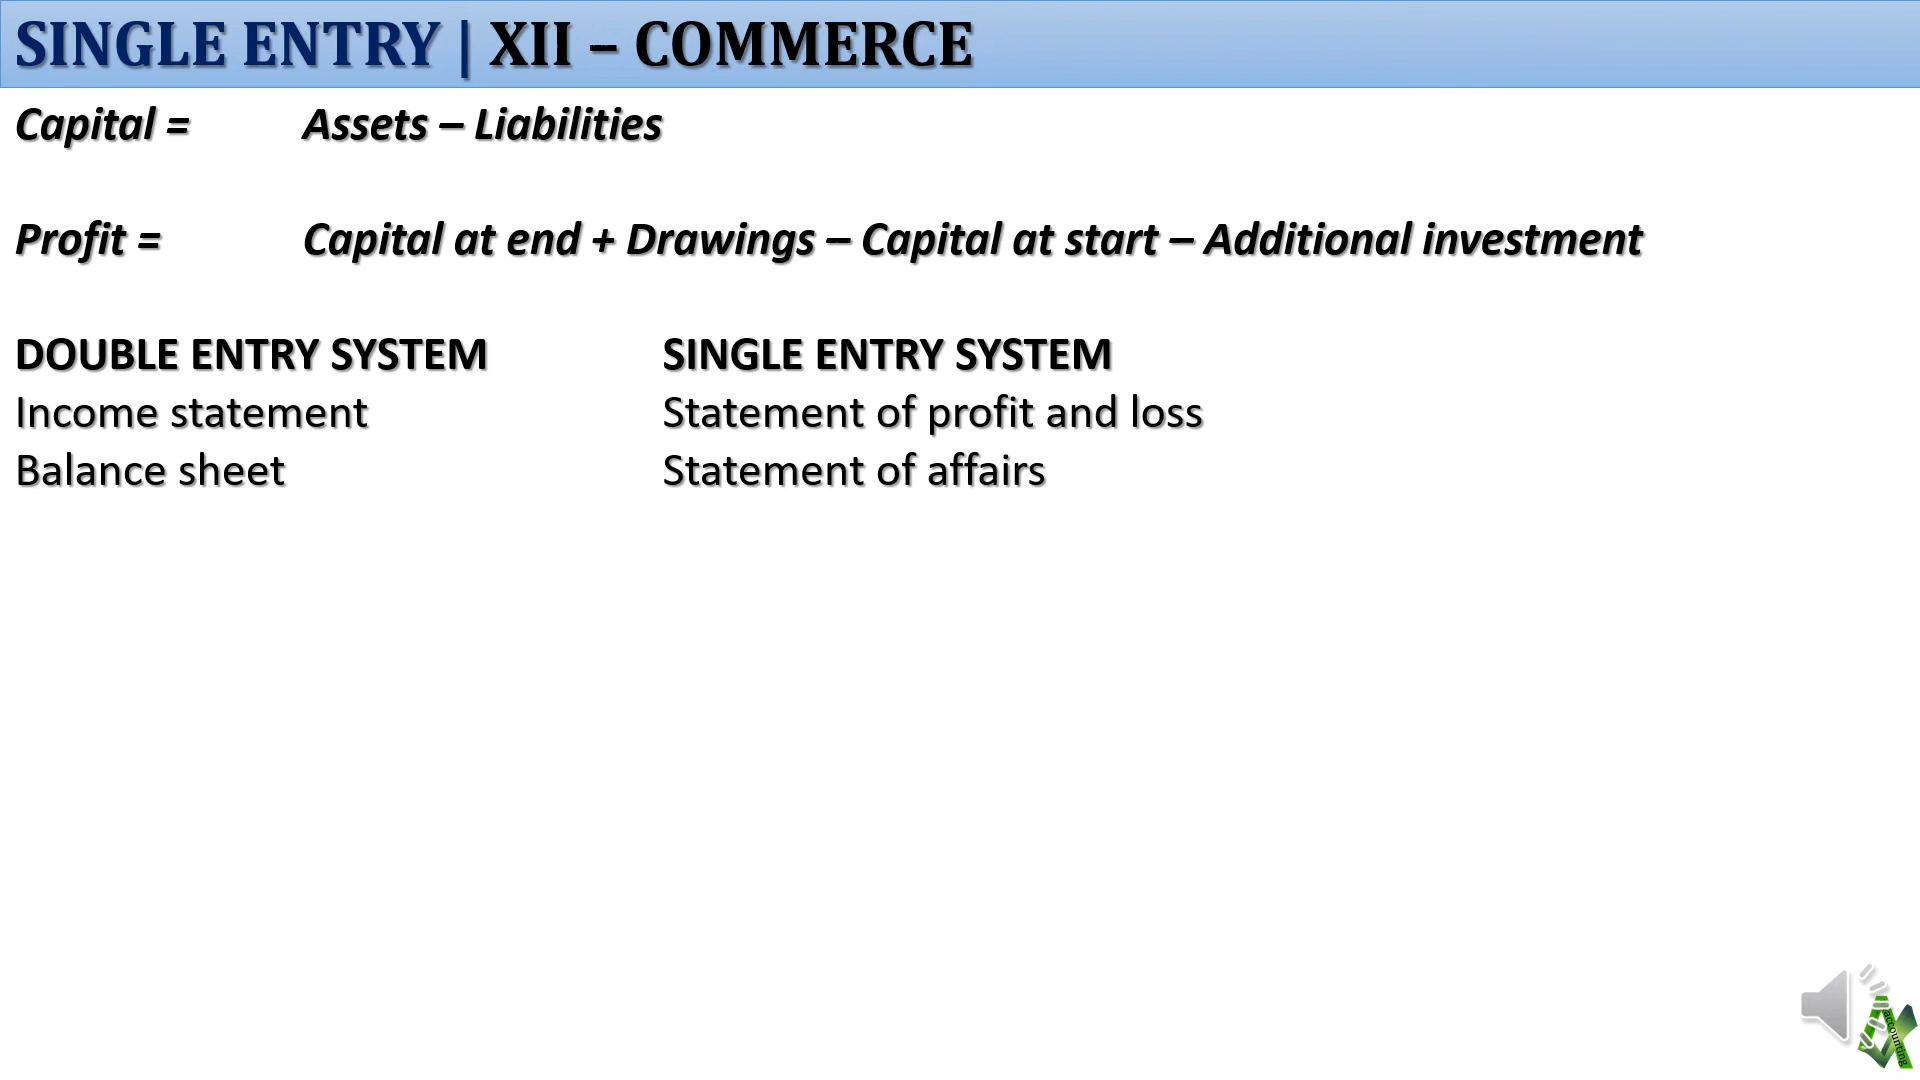 SINGLE ENTRY | XII – COMMERCE
Capital = Assets – Liabilities
Profit = Capital at end + Drawings – Capital at start – Additional investment
DOUBLE ENTRY SYSTEM SINGLE ENTRY SYSTEM
Income statement Statement of profit and loss
Balance sheet Statement of affairs
accounting